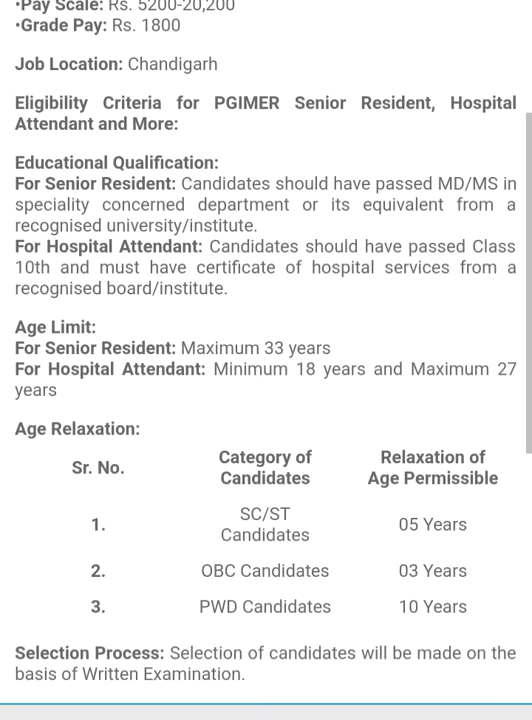 •Pay Scale: Rs. 5200-20,200
•Grade Pay: Rs. 1800
Job Location: Chandigarh
Eligibility Criteria for PGIMER Senior Resident, Hospital
Attendant and More:
Educational Qualification:
For Senior Resident: Candidates should have passed MD/MS in
speciality concerned department or its equivalent from a
recognised university/institute.
For Hospital Attendant: Candidates should have passed Class
10th and must have certificate of hospital services from a
recognised board/institute.
Age Limit:
For Senior Resident: Maximum 33 years
For Hospital Attendant: Minimum 18 years and Maximum 27
years
Age Relaxation:
Sr. No. Category of Candidates Relaxation of Age Permissible
1. SC/ST Candidates 05 Years
2. OBC Candidates 03 Years
3. PWD Candidates 10 Years
Selection Process: Selection of candidates will be made on the
basis of Written Examination.